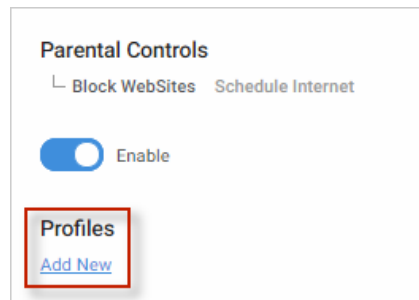 Parental Controls
Block WebSites Schedule Internet
Enable
Profiles
Add New